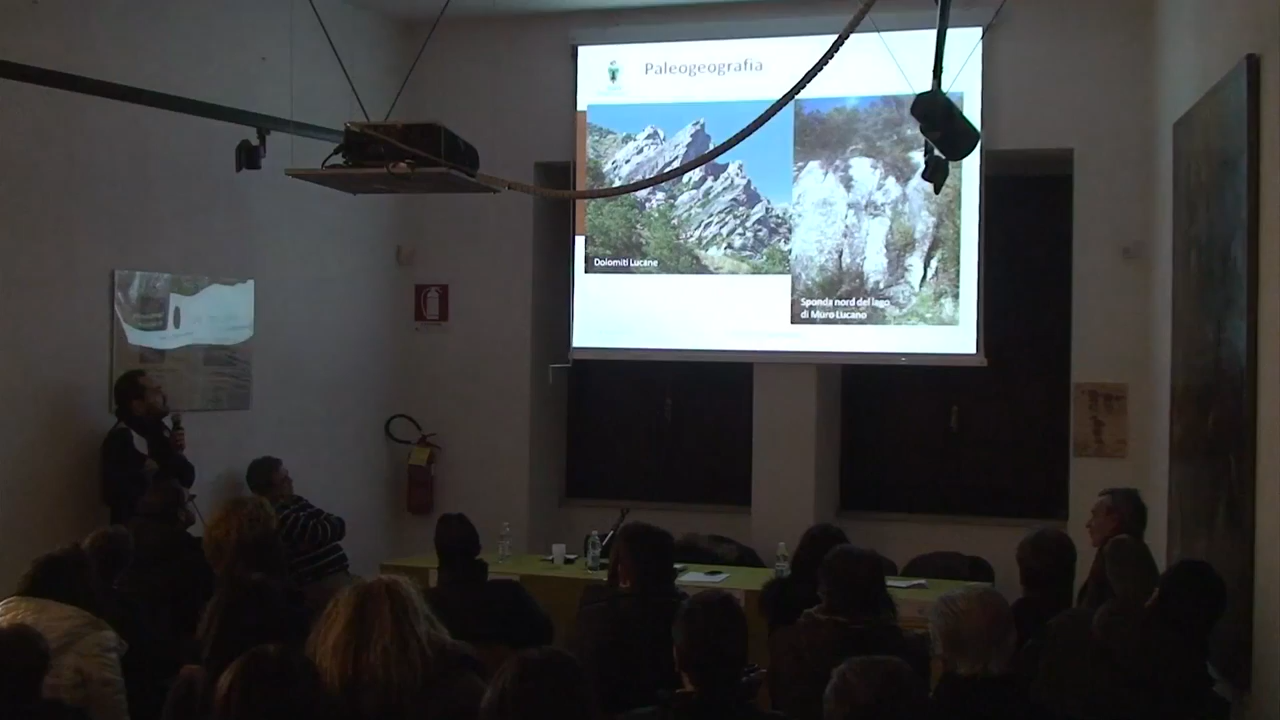 Paleogeografia
Dolomiti Lucane
Sponda nord del lago
di Muro Lucano